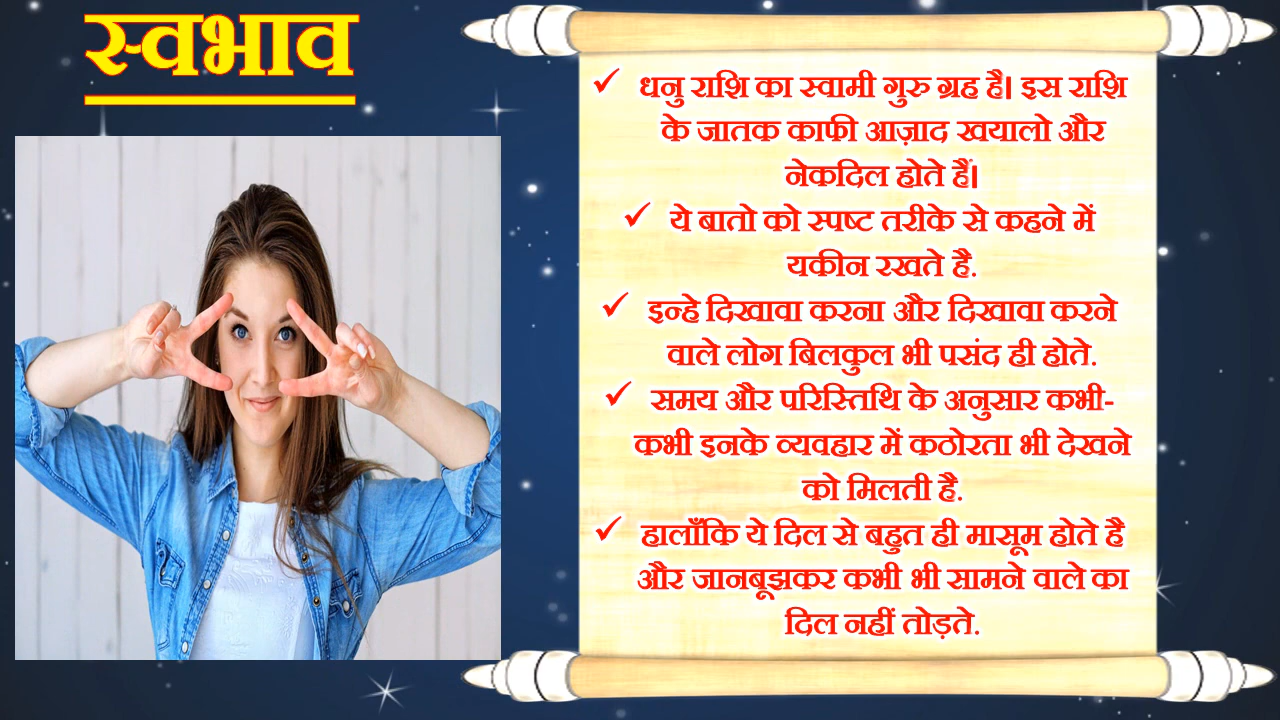 स्वभाव
✓ धनु राशि का स्वामी गुरु ग्रह है। इस राशि
के जातक काफी आज़ाद खयालो और
नेकदिल होते हैं।
✓ ये बातो को स्पष्ट तरीके से कहने में
यकीन रखते है.
✓ इन्हे दिखावा करना और दिखावा करने
वाले लोग बिलकुल भी पसंद ही होते.
✓ समय और परिस्तिथि के अनुसार कभी-
कभी इनके व्यवहार में कठोरता भी देखने
को मिलती है.
✓ हालाँकि ये दिल से बहुत ही मासूम होते है
और जानबूझकर कभी भी सामने वाले का
दिल नहीं तोड़ते.